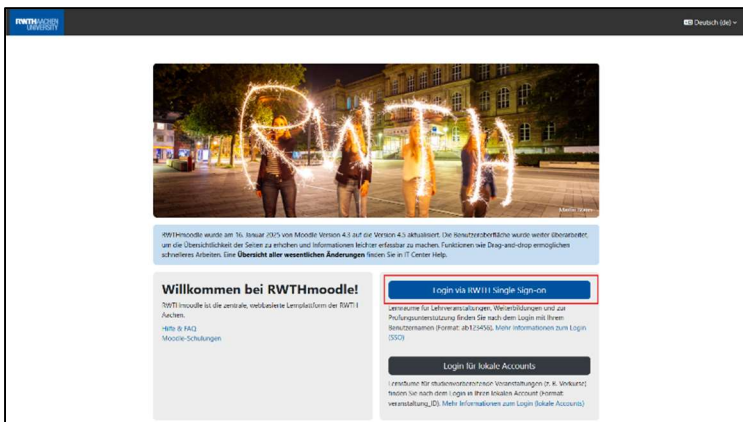 RWTHAACHEN
UNIVERSITY
Deutsch (de)
RWTH
RWTHmoodle wurde am 16. Januar 2025 von Moodle Version 4.3 auf die Version 4.5 aktualisiert. Die Benutzeroberfläche wurde weiter überarbeitet,
um die Übersichtlichkeit der Seiten zu erhöhen und Informationen leichter erfassbar zu machen. Funktionen wie Drag-and-drop ermöglichen
schnelleres Arbeiten. Eine Übersicht aller wesentlichen Änderungen finden Sie in IT Center Help.
Willkommen bei RWTHmoodle!
RWTHmoodle ist die zentrale, webbasierte Lernplattform der RWTH
Aachen.
Hilfe & FAQ
Moodle-Schulungen
Login via RWTH Single Sign-on
Lernräume für Lehrveranstaltungen, Weiterbildungen und zur
Prüfungsunterstützung finden Sie nach dem Login mit Ihrem
Benutzernamen (Format: ab123456). Mehr Informationen zum Login
(SSO)
Login für lokale Accounts
Lernräume für studienvorbereitende Veranstaltungen (z. B. Vorkurse)
finden Sie nach dem Login in Ihren lokalen Account (Format:
veranstaltung_ID). Mehr Informationen zum Login (lokale Accounts)